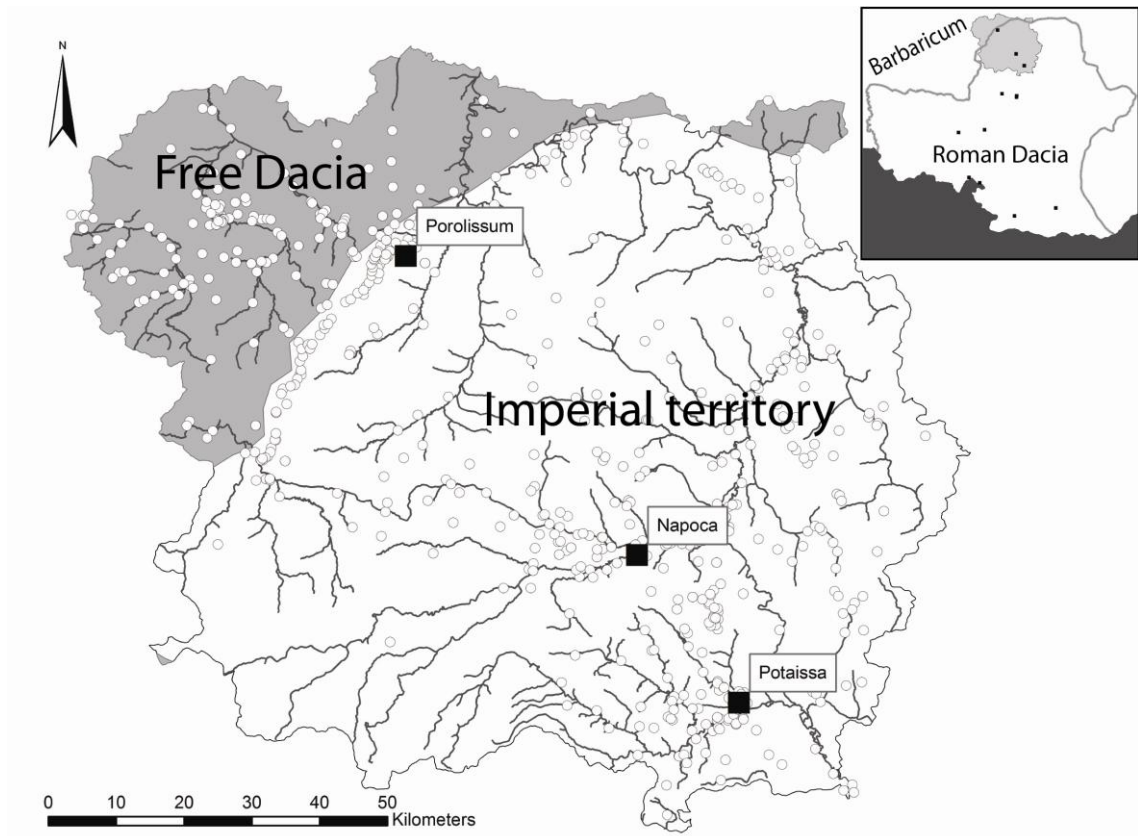 N
Barbaricum
Roman Dacia
Free Dacia
Porolissum
Imperial territory
Napoca
Potaissa
0 10 20 30 40 50
Kilometers